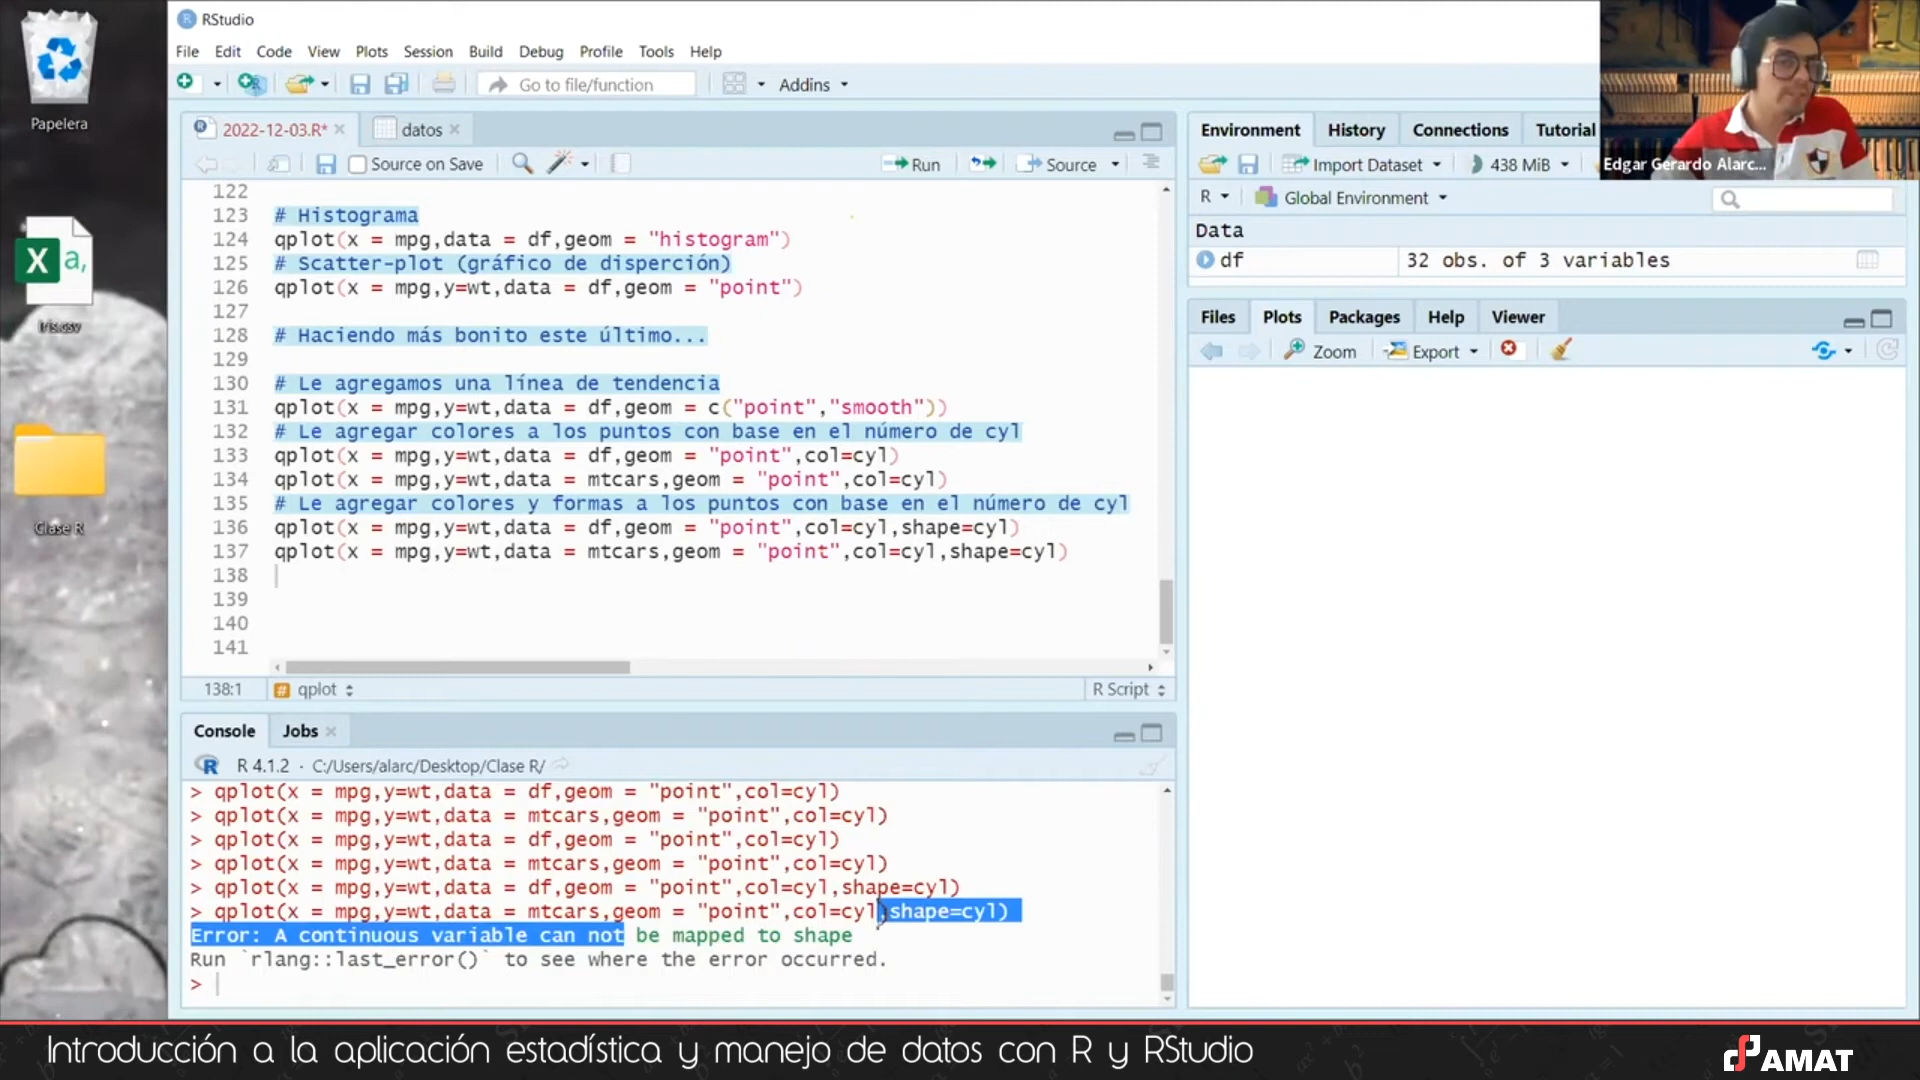 RStudio
File Edit Code View Plots Session Build Debug Profile Tools Help
Go to file/function Addins
Papelera
2022-12-03.R* datos
Source on Save Run Source
122
123 # Histograma
124 qplot(x = mpg,data = df,geom = "histogram")
125 # Scatter-plot (gráfico de disperción)
126 qplot(x = mpg,y=wt,data = df,geom = "point")
127
128 # Haciendo más bonito este último...
129
130 # Le agregamos una línea de tendencia
131 qplot(x = mpg,y=wt,data = df,geom = c("point","smooth"))
132 # Le agregar colores a los puntos con base en el número de cyl
133 qplot(x = mpg,y=wt,data = df,geom = "point",col=cyl)
134 qplot(x = mpg,y=wt,data = mtcars,geom = "point",col=cyl)
135 # Le agregar colores y formas a los puntos con base en el número de cyl
136 qplot(x = mpg,y=wt,data = df,geom = "point",col=cyl,shape=cyl)
137 qplot(x = mpg,y=wt,data = mtcars,geom = "point",col=cyl,shape=cyl)
138
139
140
141
138:1 # qplot R Script
Iris.csv
Clase R
Console Jobs
R 4.1.2 · C:/Users/alarc/Desktop/Clase R/
> qplot(x = mpg,y=wt,data = df,geom = "point",col=cyl)
> qplot(x = mpg,y=wt,data = mtcars,geom = "point",col=cyl)
> qplot(x = mpg,y=wt,data = df,geom = "point",col=cyl)
> qplot(x = mpg,y=wt,data = mtcars,geom = "point",col=cyl)
> qplot(x = mpg,y=wt,data = df,geom = "point",col=cyl,shape=cyl)
> qplot(x = mpg,y=wt,data = mtcars,geom = "point",col=cyl,shape=cyl)
Error: A continuous variable can not be mapped to shape
Run `rlang::last_error()` to see where the error occurred.
>
Environment History Connections Tutorial
Import Dataset 438 MiB
R Global Environment
Data
df 32 obs. of 3 variables
Files Plots Packages Help Viewer
Zoom Export
Edgar Gerardo Alarc...
Introducción a la aplicación estadística y manejo de datos con R y RStudio
AMAT